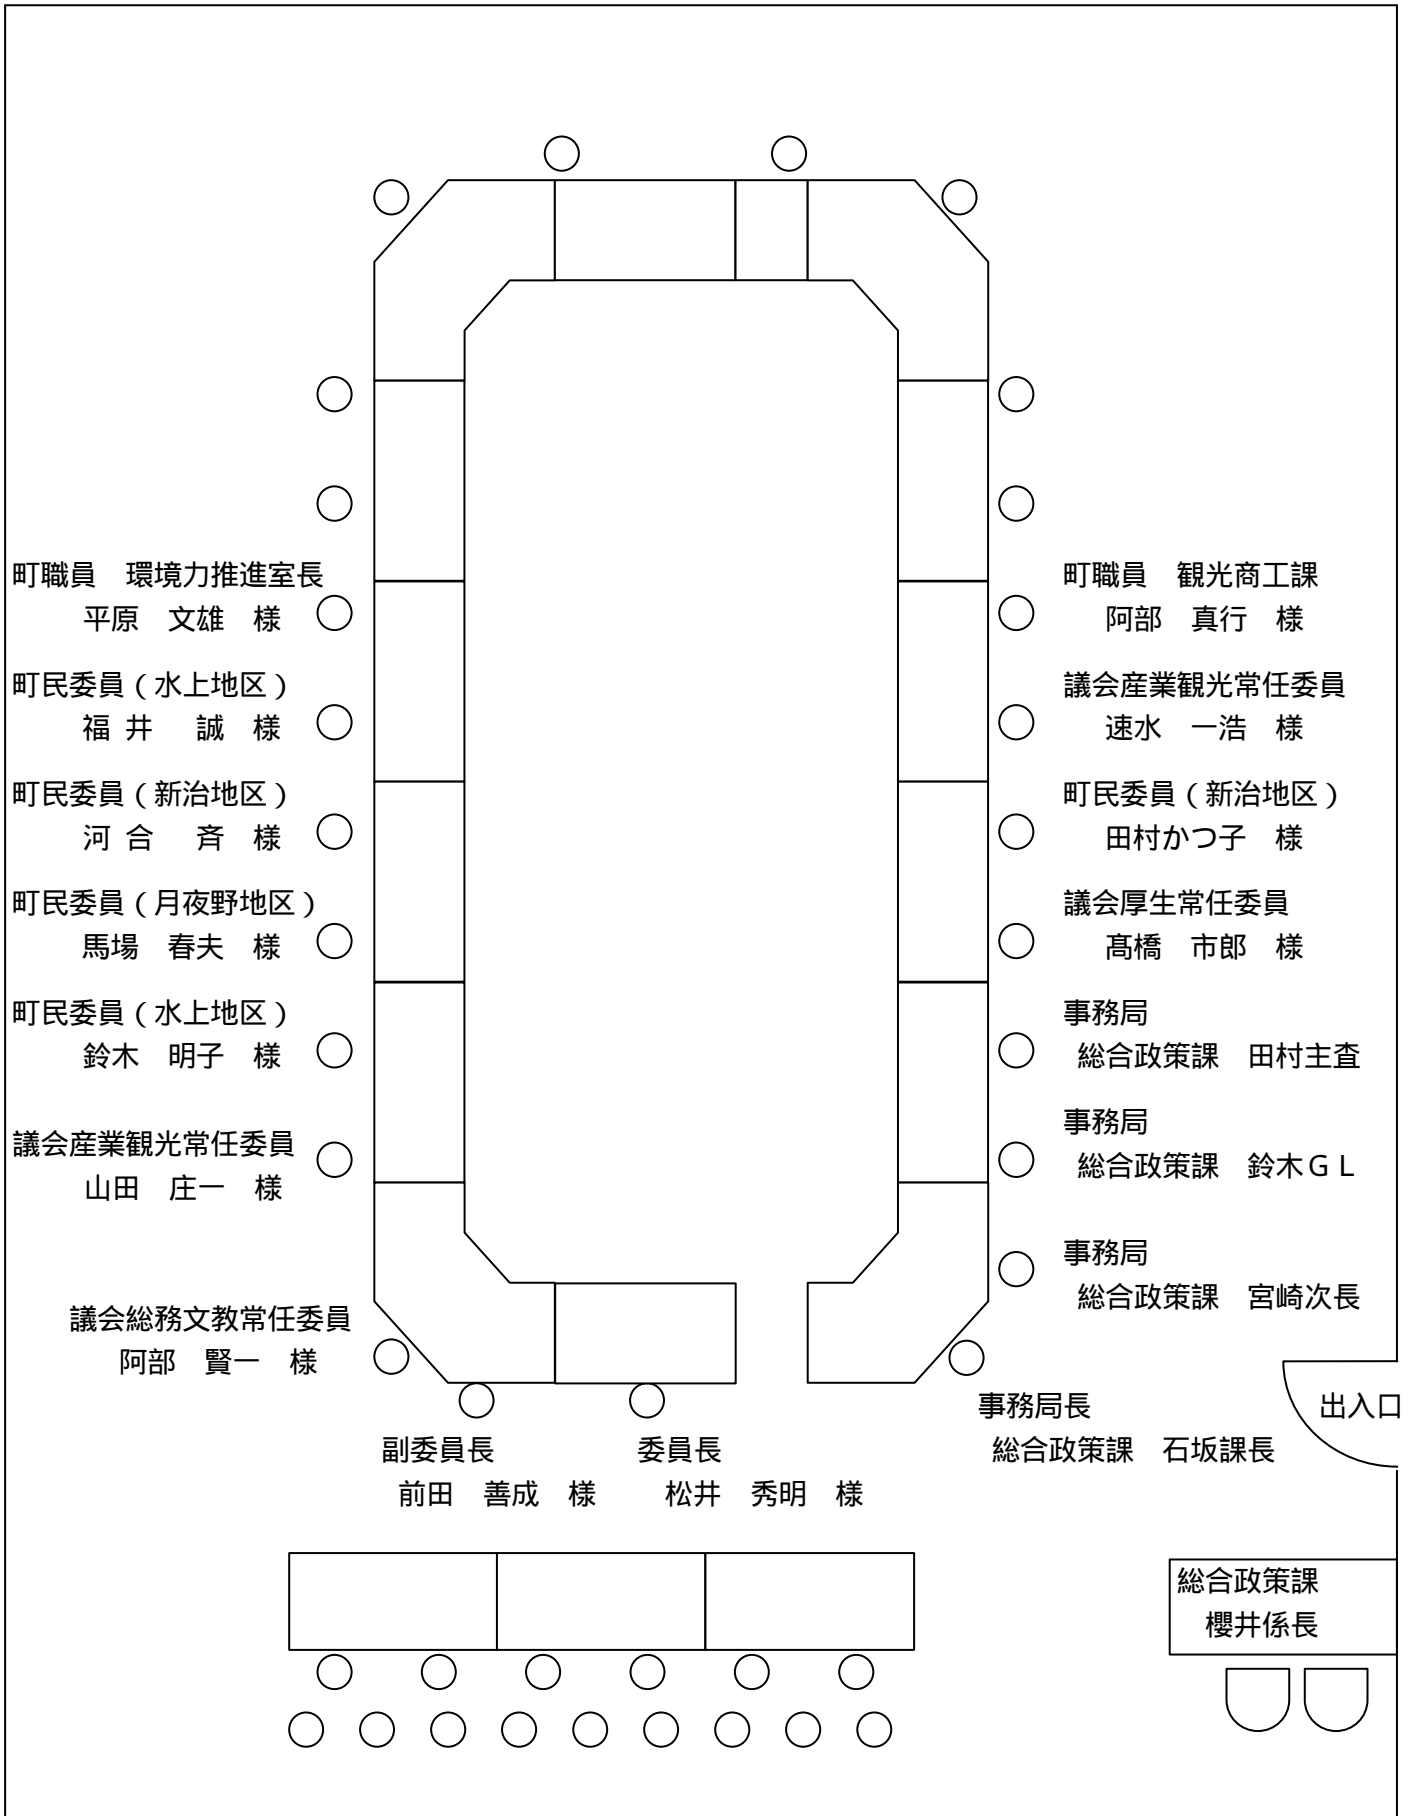 町職員　環境力推進室長
平原　文雄　様
町民委員（水上地区）
福 井　 誠　様
町民委員（新治地区）
河 合　 斉　様
町民委員（月夜野地区）
馬場　春夫　様
町民委員（水上地区）
鈴木　明子　様
議会産業観光常任委員
山田　庄一　様
議会総務文教常任委員
阿部　賢一　様
副委員長
前田　善成　様
委員長
松井　秀明　様
町職員　観光商工課
阿部　真行　様
議会産業観光常任委員
速水　一浩　様
町民委員（新治地区）
田村かつ子　様
議会厚生常任委員
髙橋　市郎　様
事務局
総合政策課　田村主査
事務局
総合政策課　鈴木ＧＬ
事務局
総合政策課　宮崎次長
事務局長
総合政策課　石坂課長
出入口
総合政策課
櫻井係長